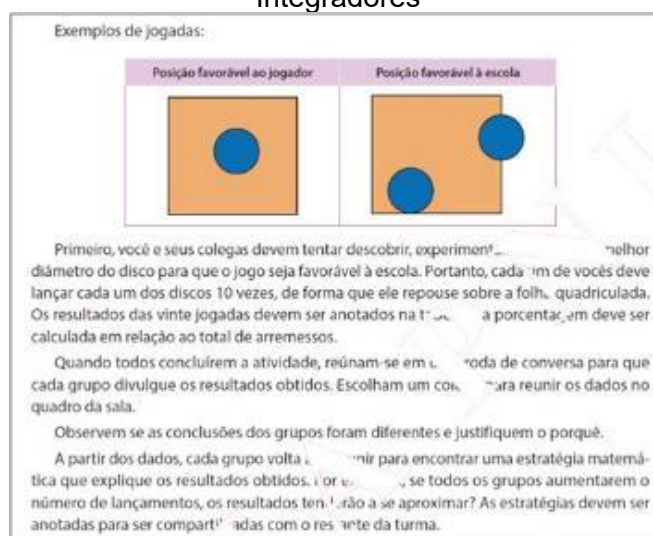 Integradores
Exemplos de jogadas:
Posição favorável ao jogador Posição favorável à escola
Primeiro, você e seus colegas devem tentar descobrir, melhor
diâmetro do disco para que o jogo seja favorável à escola. Portanto, cada um de vocês deve
lançar cada um dos discos 10 vezes, de forma que ele repouse sobre a folha quadriculada.
Os resultados das vinte jogadas devem ser anotados na a porcentagem deve ser
calculada em relação ao total de arremessos.
Quando todos concluírem a atividade, reúnam-se em roda de conversa para que
cada grupo divulgue os resultados obtidos. Escolham um para reunir os dados no
quadro da sala.
Observem se as conclusões dos grupos foram diferentes e justifiquem o porquê.
A partir dos dados, cada grupo volta para encontrar uma estratégia matemá-
tica que explique os resultados obtidos. se todos os grupos aumentarem o
número de lançamentos, os resultados tenderão a se aproximar? As estratégias devem ser
anotadas para ser compartilhadas com o restante da turma.